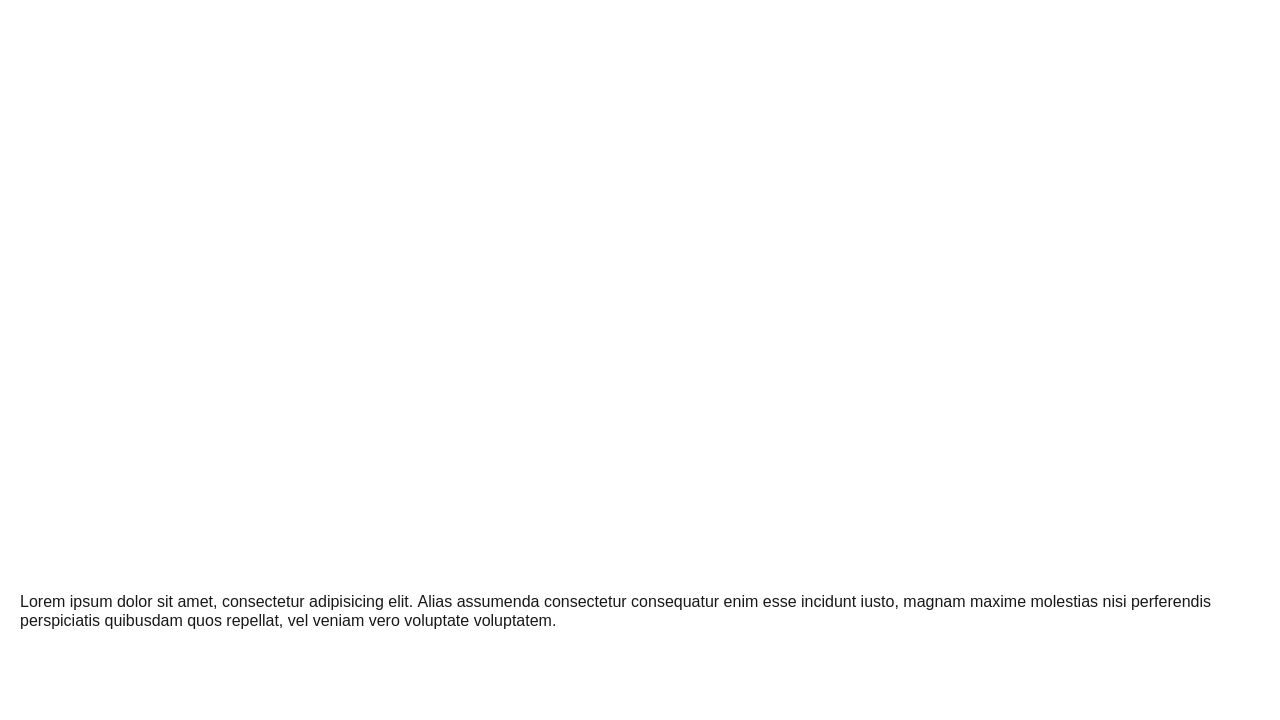 Lorem ipsum dolor sit amet, consectetur adipisicing elit. Alias assumenda consectetur consequatur enim esse incidunt iusto, magnam maxime molestias nisi perferendis
perspiciatis quibusdam quos repellat, vel veniam vero voluptate voluptatem.